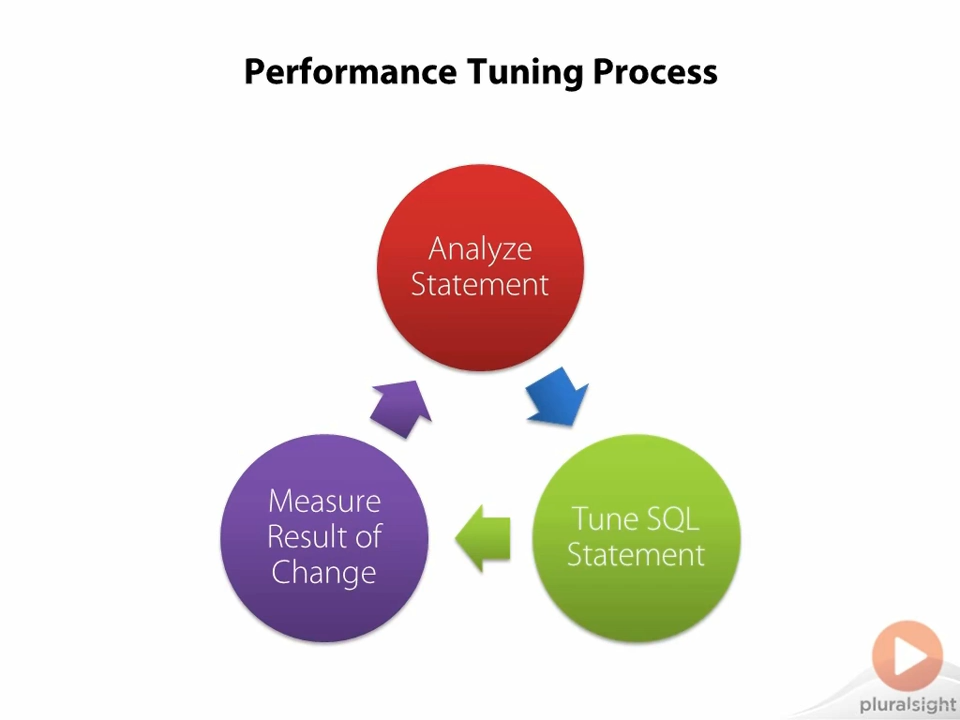 Performance Tuning Process
Analyze
Statement
Measure
Result of
Change
Tune SQL
Statement
pluralsight